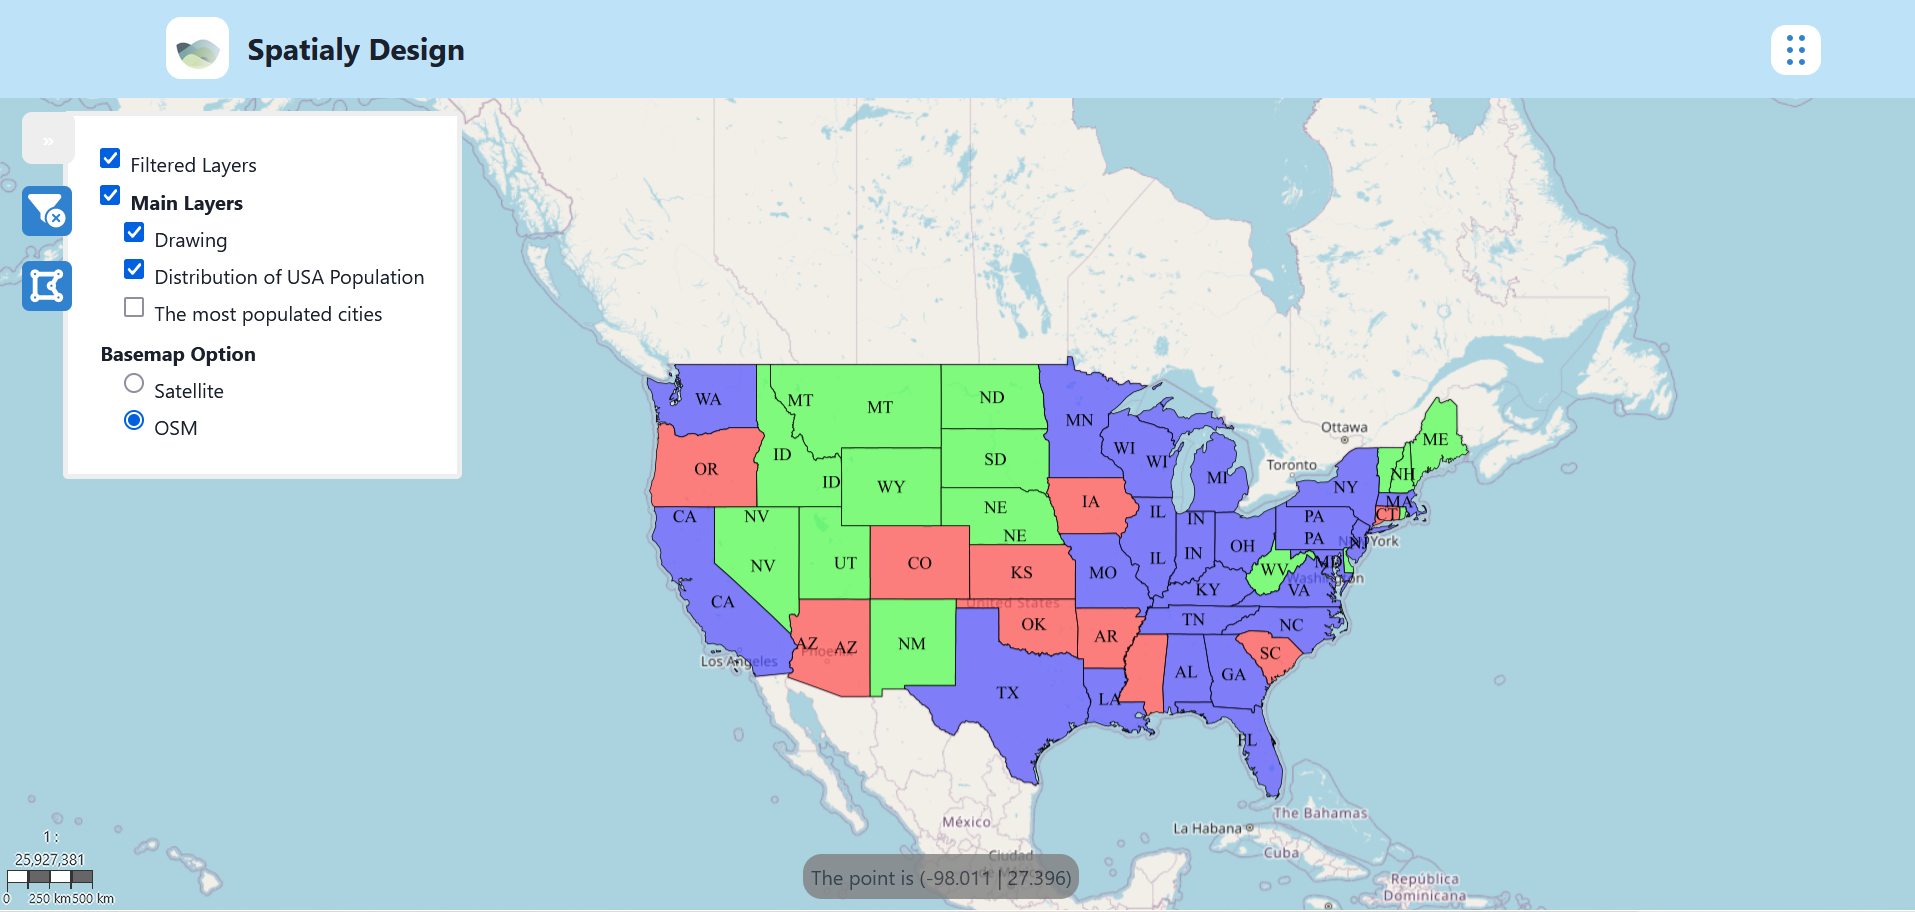 Spatialy Design
»
Filtered Layers
Main Layers
Drawing
Distribution of USA Population
The most populated cities
Basemap Option
Satellite
OSM
WA
MT
MT
ND
MN
OR
ID
ID
WY
SD
WI
WI
MI
Ottawa
Toronto
ME
NH
NY
MA
CT
CA
NV
NE
NE
IA
IL
IN
PA
PA
NJ
New York
OH
CA
NV
UT
CO
KS
MO
IL
IN
WV
MD
Washington
VA
KY
United States
Los Angeles
AZ
AZ
Phoenix
NM
OK
AR
TN
NC
SC
TX
LA
AL
GA
FL
México
Ciudad
The Bahamas
La Habana
Cuba
República
Dominicana
1 :
25,927,381
0 250 km 500 km
The point is (-98.011 | 27.396)